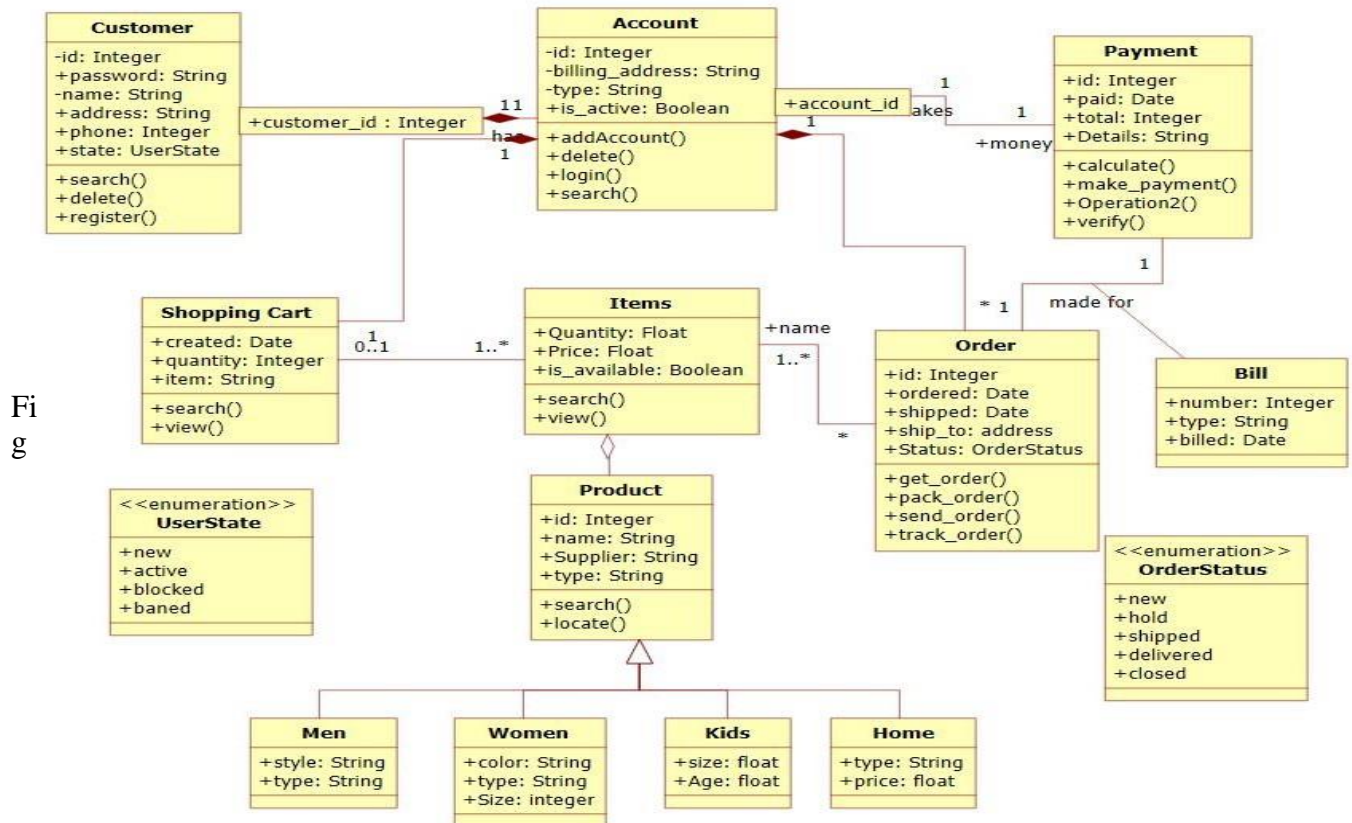 Customer
-id: Integer
+password: String
-name: String
+address: String
+phone: Integer
+state: UserState
+search()
+delete()
+register()
+customer_id : Integer
11
has
1
Account
-id: Integer
-billing_address: String
-type: String
+is_active: Boolean
+addAccount()
+delete()
+login()
+search()
+account_id
1
akes
1
1
+money
Payment
+id: Integer
+paid: Date
+total: Integer
+Details: String
+calculate()
+make_payment()
+Operation2()
+verify()
1
made for
* 1
Shopping Cart
+created: Date
+quantity: Integer
+item: String
+search()
+view()
1
0..1
1..*
Items
+Quantity: Float
+Price: Float
+is_available: Boolean
+search()
+view()
+name
1..*
*
Order
+id: Integer
+ordered: Date
+shipped: Date
+ship_to: address
+Status: OrderStatus
+get_order()
+pack_order()
+send_order()
+track_order()
Bill
+number: Integer
+type: String
+billed: Date
Fi
g
<<enumeration>>
UserState
+new
+active
+blocked
+baned
Product
+id: Integer
+name: String
+Supplier: String
+type: String
+search()
+locate()
<<enumeration>>
OrderStatus
+new
+hold
+shipped
+delivered
+closed
Men
+style: String
+type: String
Women
+color: String
+type: String
+Size: integer
Kids
+size: float
+Age: float
Home
+type: String
+price: float